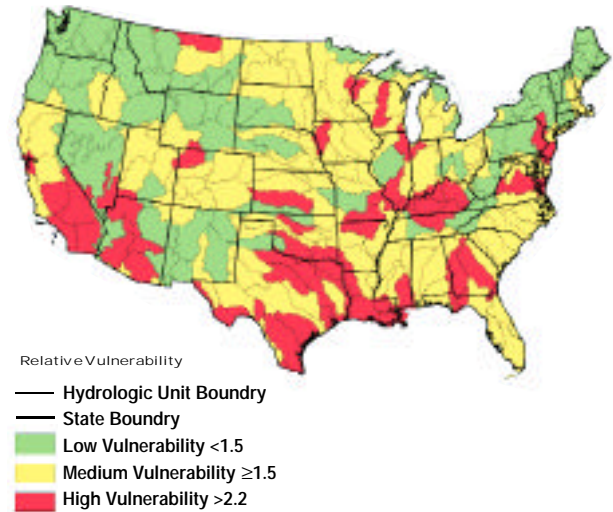 Relative Vulnerability
Hydrologic Unit Boundry
State Boundry
Low Vulnerability <1.5
Medium Vulnerability ≥1.5
High Vulnerability >2.2